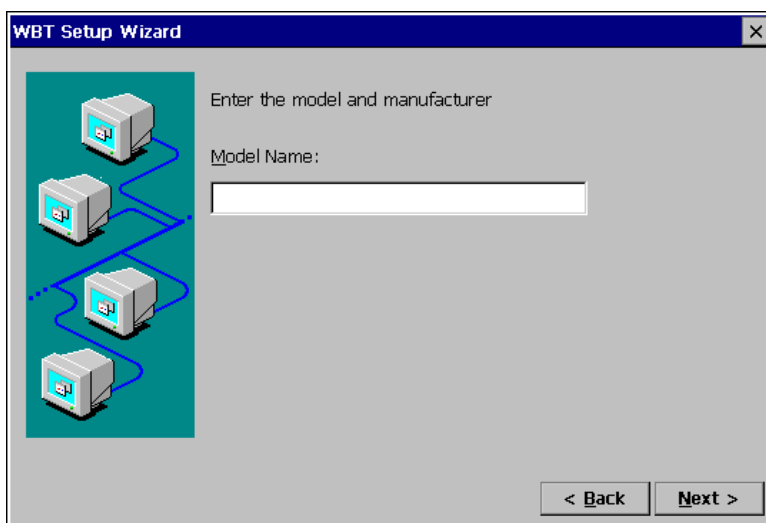 WBT Setup Wizard
Enter the model and manufacturer
Model Name:
< Back
Next >